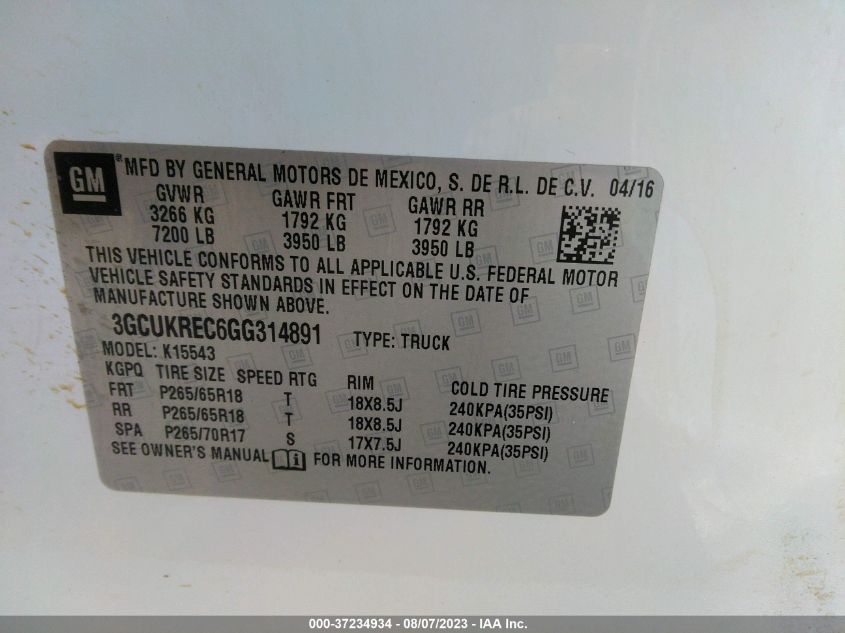 GM
® MFD BY GENERAL MOTORS DE MEXICO, S. DE R.L. DE C.V. 04/16
GVWR GAWR FRT GAWR RR
3266 KG 1792 KG 1792 KG
7200 LB 3950 LB 3950 LB
THIS VEHICLE CONFORMS TO ALL APPLICABLE U.S. FEDERAL MOTOR
VEHICLE SAFETY STANDARDS IN EFFECT ON THE DATE OF
MANUFACTURE SHOWN ABOVE.
3GCUKREC6GG314891 TYPE: TRUCK
MODEL: K15543
KGPQ TIRE SIZE SPEED RTG RIM COLD TIRE PRESSURE
FRT P265/65R18 T 18X8.5J 240KPA(35PSI)
RR P265/65R18 T 18X8.5J 240KPA(35PSI)
SPA P265/70R17 S 17X7.5J 240KPA(35PSI)
SEE OWNER'S MANUAL i FOR MORE INFORMATION.
000-37234934 — 08/07/2023 — IAA Inc.